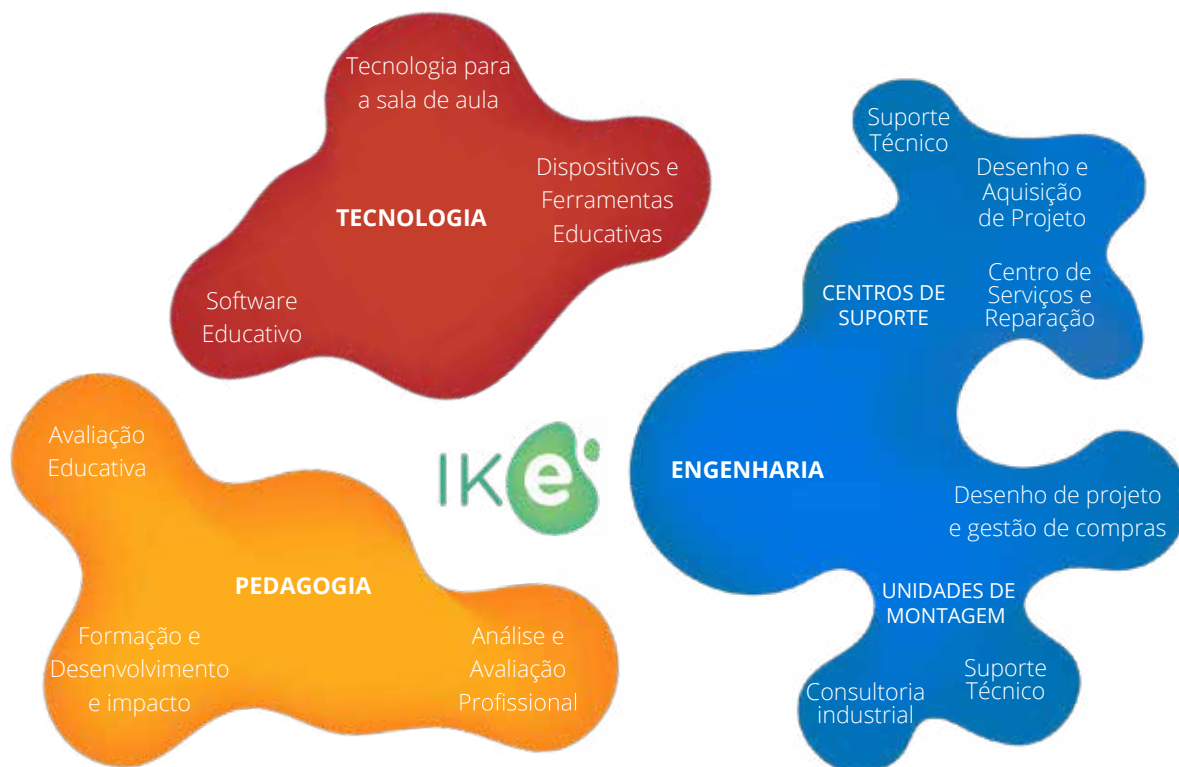 Tecnologia para
a sala de aula
TECNOLOGIA
Dispositivos e
Ferramentas
Educativas
Software
Educativo
Suporte
Técnico
Desenho e
Aquisição
de Projeto
CENTROS DE
SUPORTE
Centro de
Serviços e
Reparação
ENGENHARIA
Desenho de projeto
e gestão de compras
UNIDADES DE
MONTAGEM
Consultoria
industrial
Suporte
Técnico
IKe
Avaliação
Educativa
PEDAGOGIA
Formação e
Desenvolvimento
e impacto
Análise e
Avaliação
Profissional